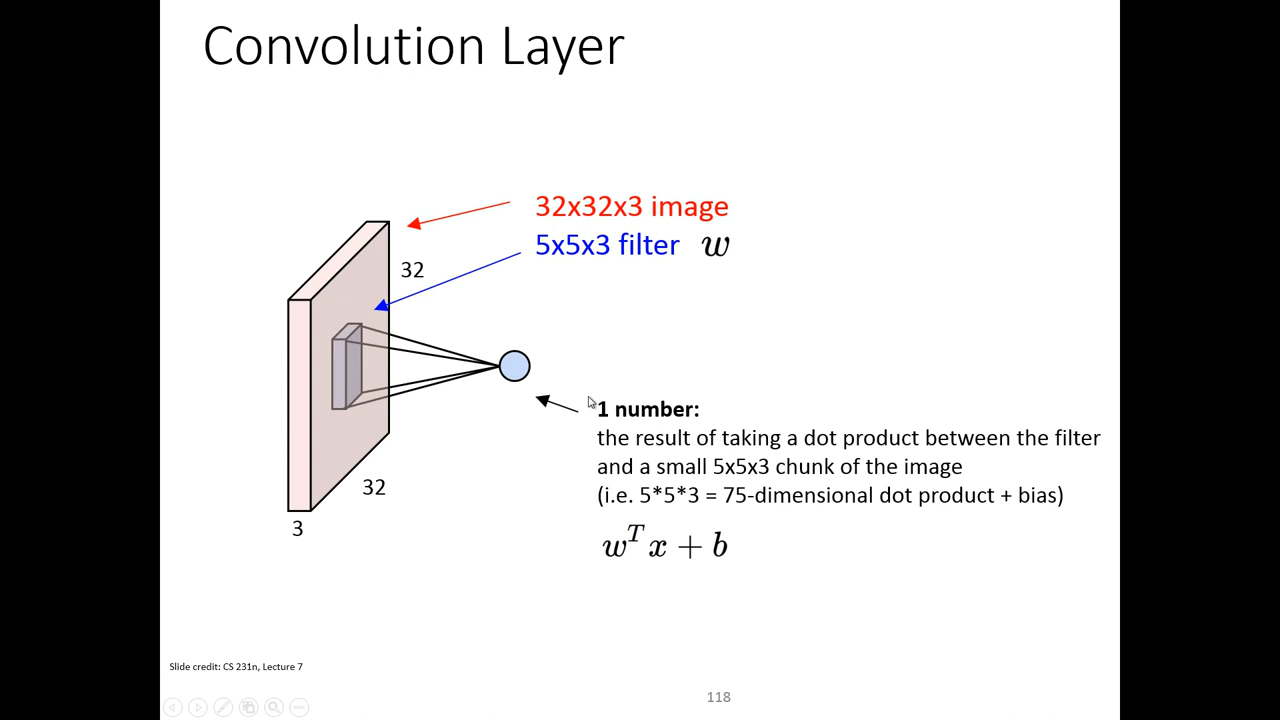 Convolution Layer
32x32x3 image
5x5x3 filter w
32
1 number:
the result of taking a dot product between the filter
and a small 5x5x3 chunk of the image
(i.e. 5*5*3 = 75-dimensional dot product + bias)
32
3
w^T x + b
Slide credit: CS 231n, Lecture 7
118